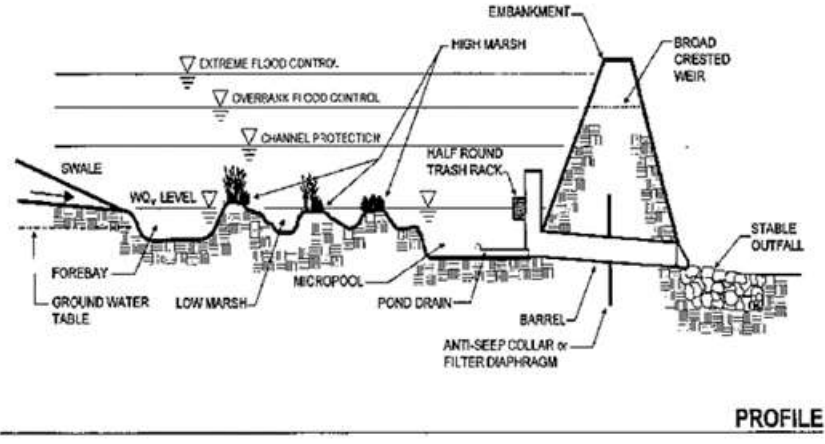 EMBANKMENT
HIGH MARSH
BROAD
CRESTED
WEIR
EXTREME FLOOD CONTROL
OVERBANK FLOOD CONTROL
CHANNEL PROTECTION
HALF ROUND
TRASH RACK
SWALE
WQv LEVEL
STABLE
OUTFALL
FOREBAY
MICROPOOL
GROUND WATER
TABLE
LOW MARSH
POND DRAIN
BARREL
ANTI-SEEP COLLAR or
FILTER DIAPHRAGM
PROFILE